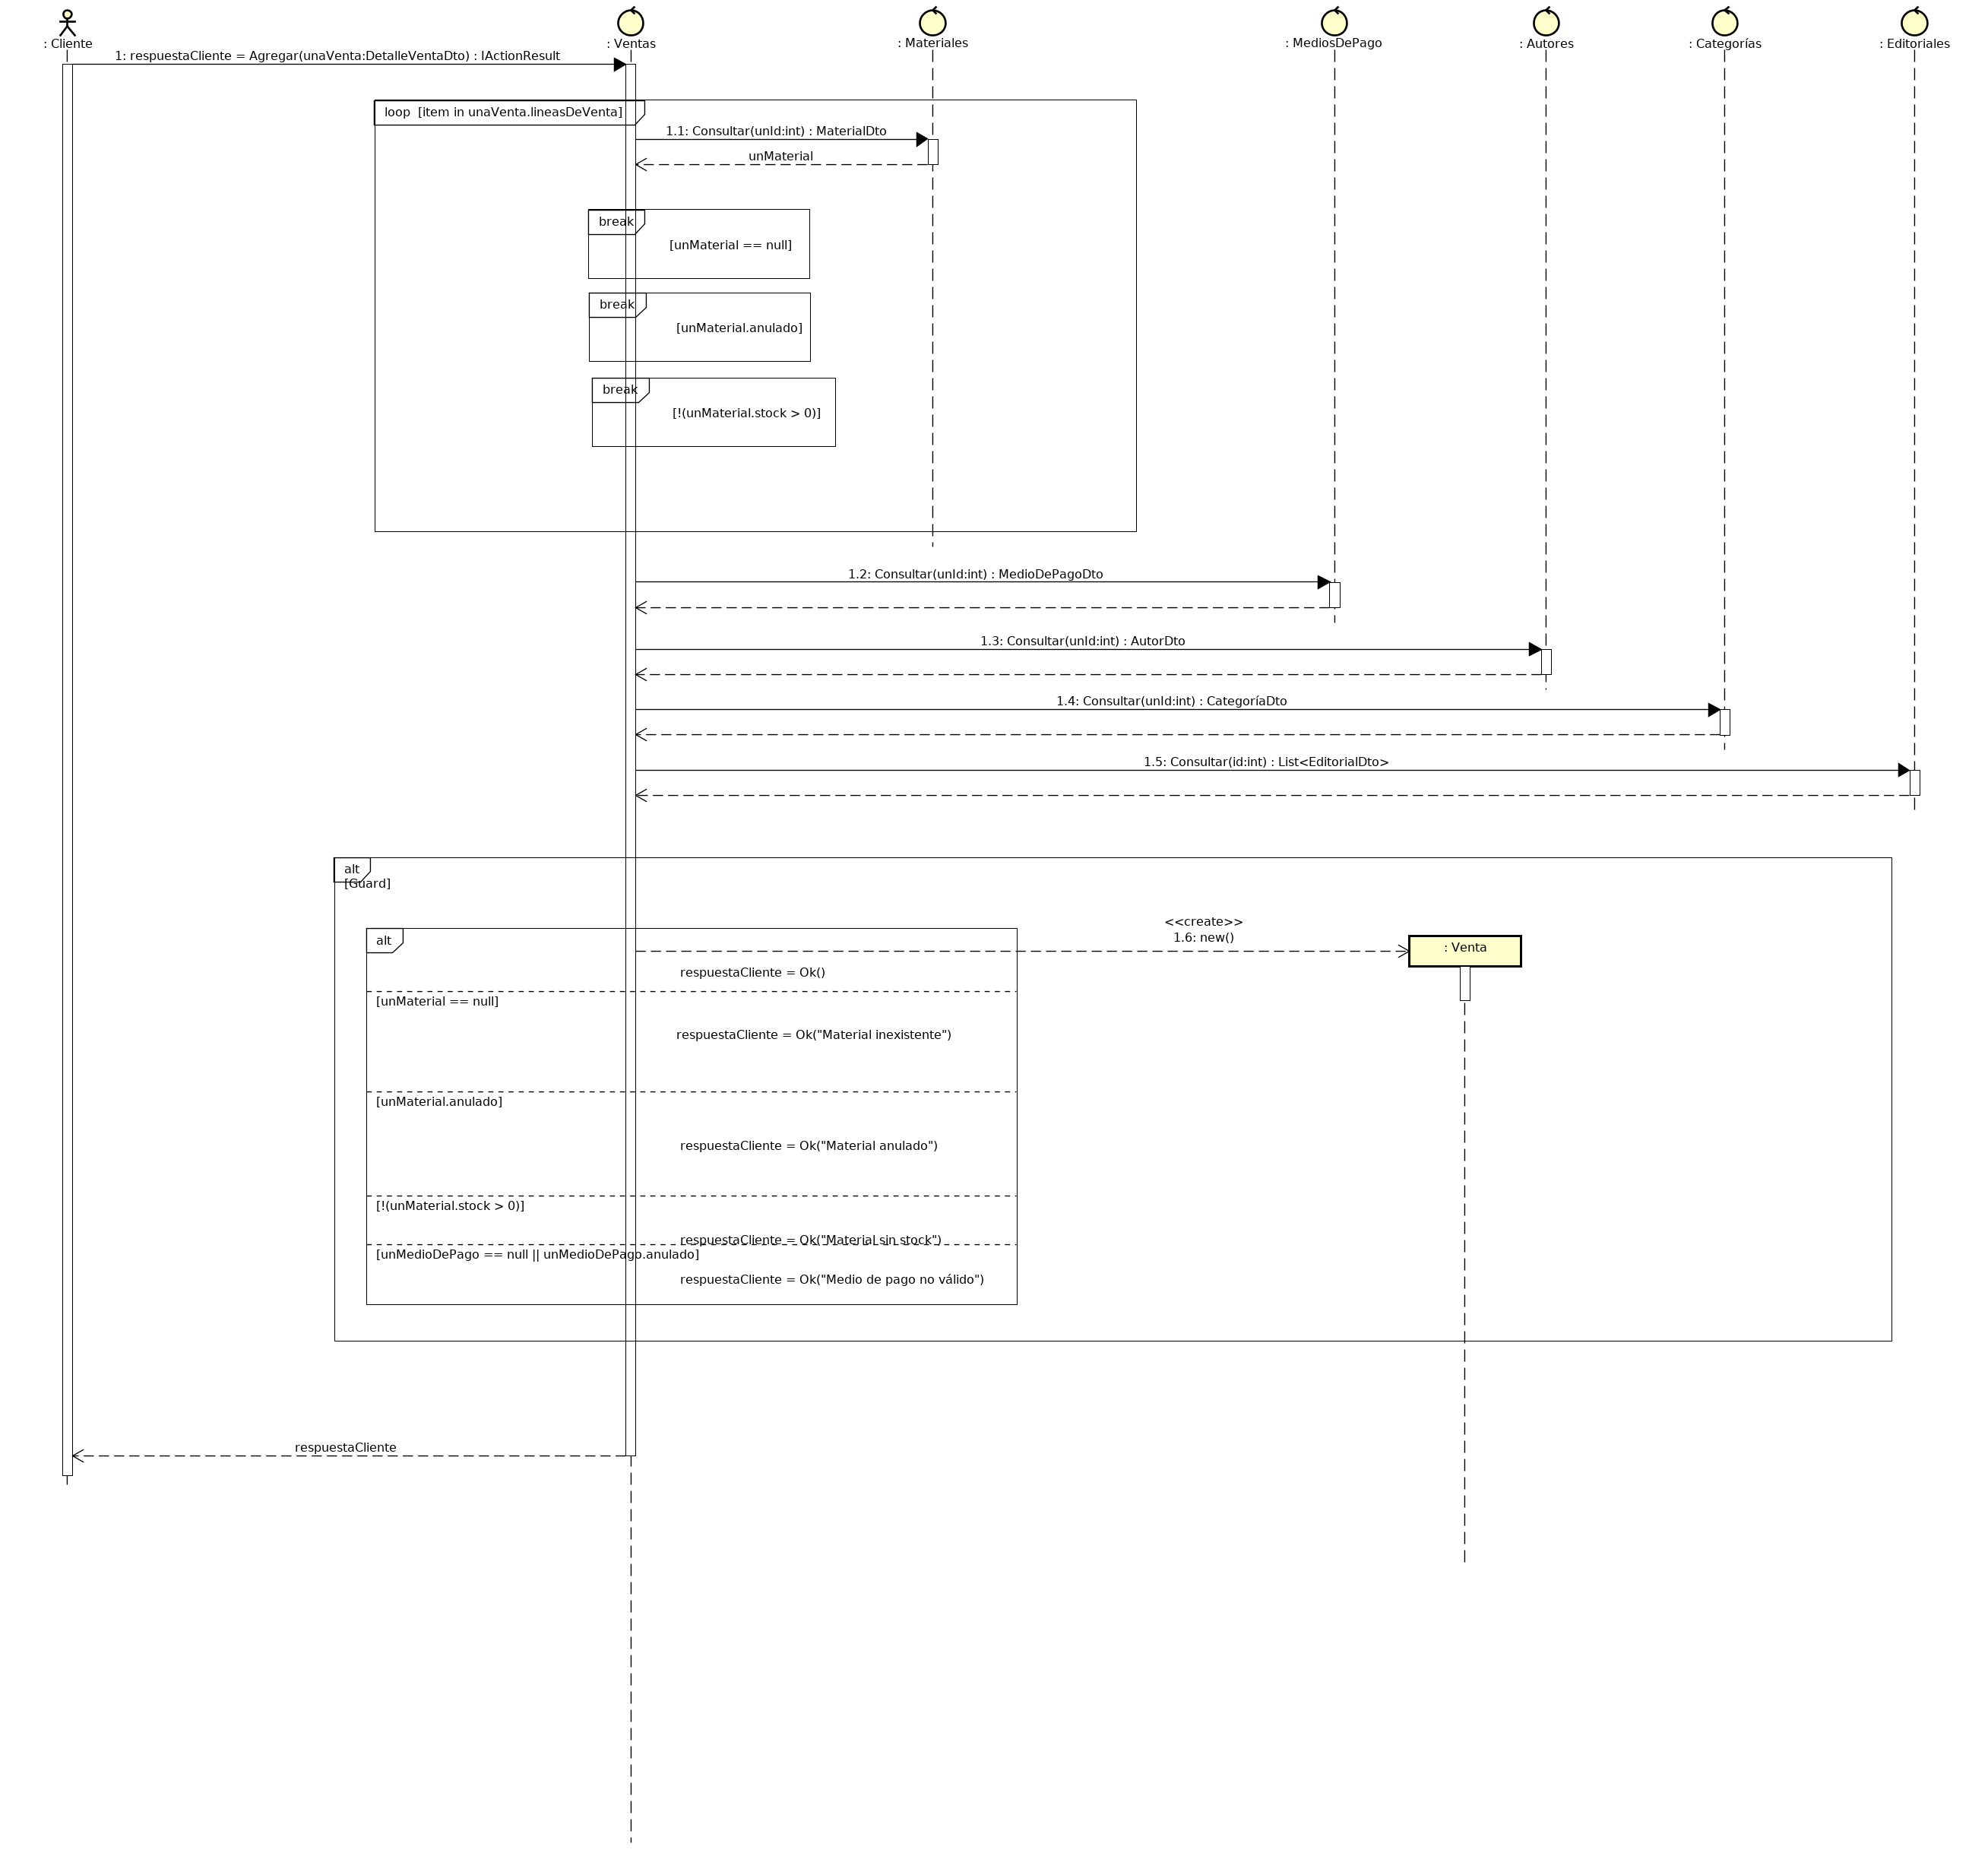 : Cliente
: Ventas
: Materiales
: MediosDePago
: Autores
: Categorías
: Editoriales
1: respuestaCliente = Agregar(unaVenta:DetalleVentaDto) : IActionResult
loop [item in unaVenta.lineasDeVenta]
1.1: Consultar(unId:int) : MaterialDto
unMaterial
break
[unMaterial == null]
break
[unMaterial.anulado]
break
[!(unMaterial.stock > 0)]
1.2: Consultar(unId:int) : MedioDePagoDto
1.3: Consultar(unId:int) : AutorDto
1.4: Consultar(unId:int) : CategoríaDto
1.5: Consultar(id:int) : List<EditorialDto>
alt
[Guard]
<<create>>
1.6: new()
alt
: Venta
respuestaCliente = Ok()
[unMaterial == null]
respuestaCliente = Ok("Material inexistente")
[unMaterial.anulado]
respuestaCliente = Ok("Material anulado")
[!(unMaterial.stock > 0)]
respuestaCliente = Ok("Material sin stock")
[unMedioDePago == null || unMedioDePago.anulado]
respuestaCliente = Ok("Medio de pago no válido")
respuestaCliente